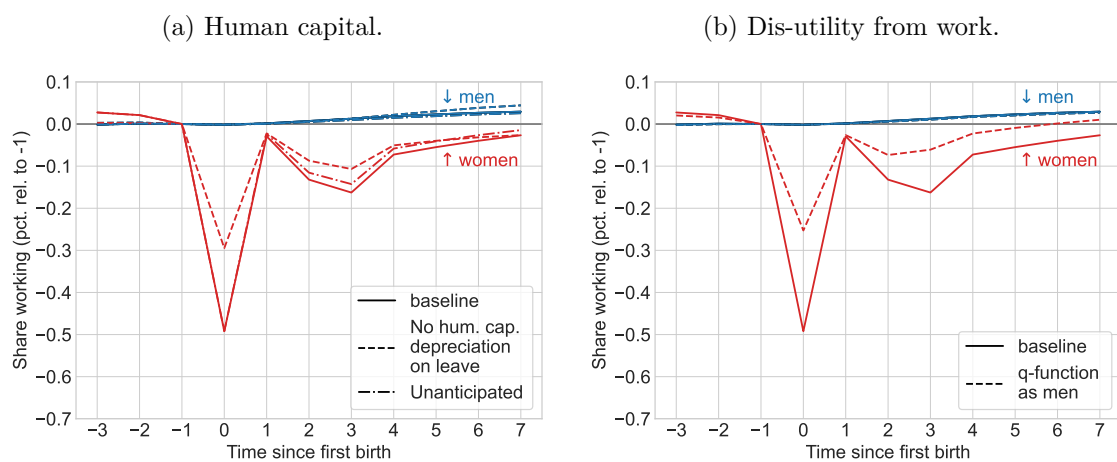 (a) Human capital.
Share working (pct. rel. to -1)
0.1
0.0
−0.1
−0.2
−0.3
−0.4
−0.5
−0.6
−0.7
↓ men
↑ women
baseline
No hum. cap.
depreciation
on leave
Unanticipated
−3 −2 −1 0 1 2 3 4 5 6 7
Time since first birth
(b) Dis-utility from work.
Share working (pct. rel. to -1)
0.1
0.0
−0.1
−0.2
−0.3
−0.4
−0.5
−0.6
−0.7
↓ men
↑ women
baseline
q-function
as men
−3 −2 −1 0 1 2 3 4 5 6 7
Time since first birth